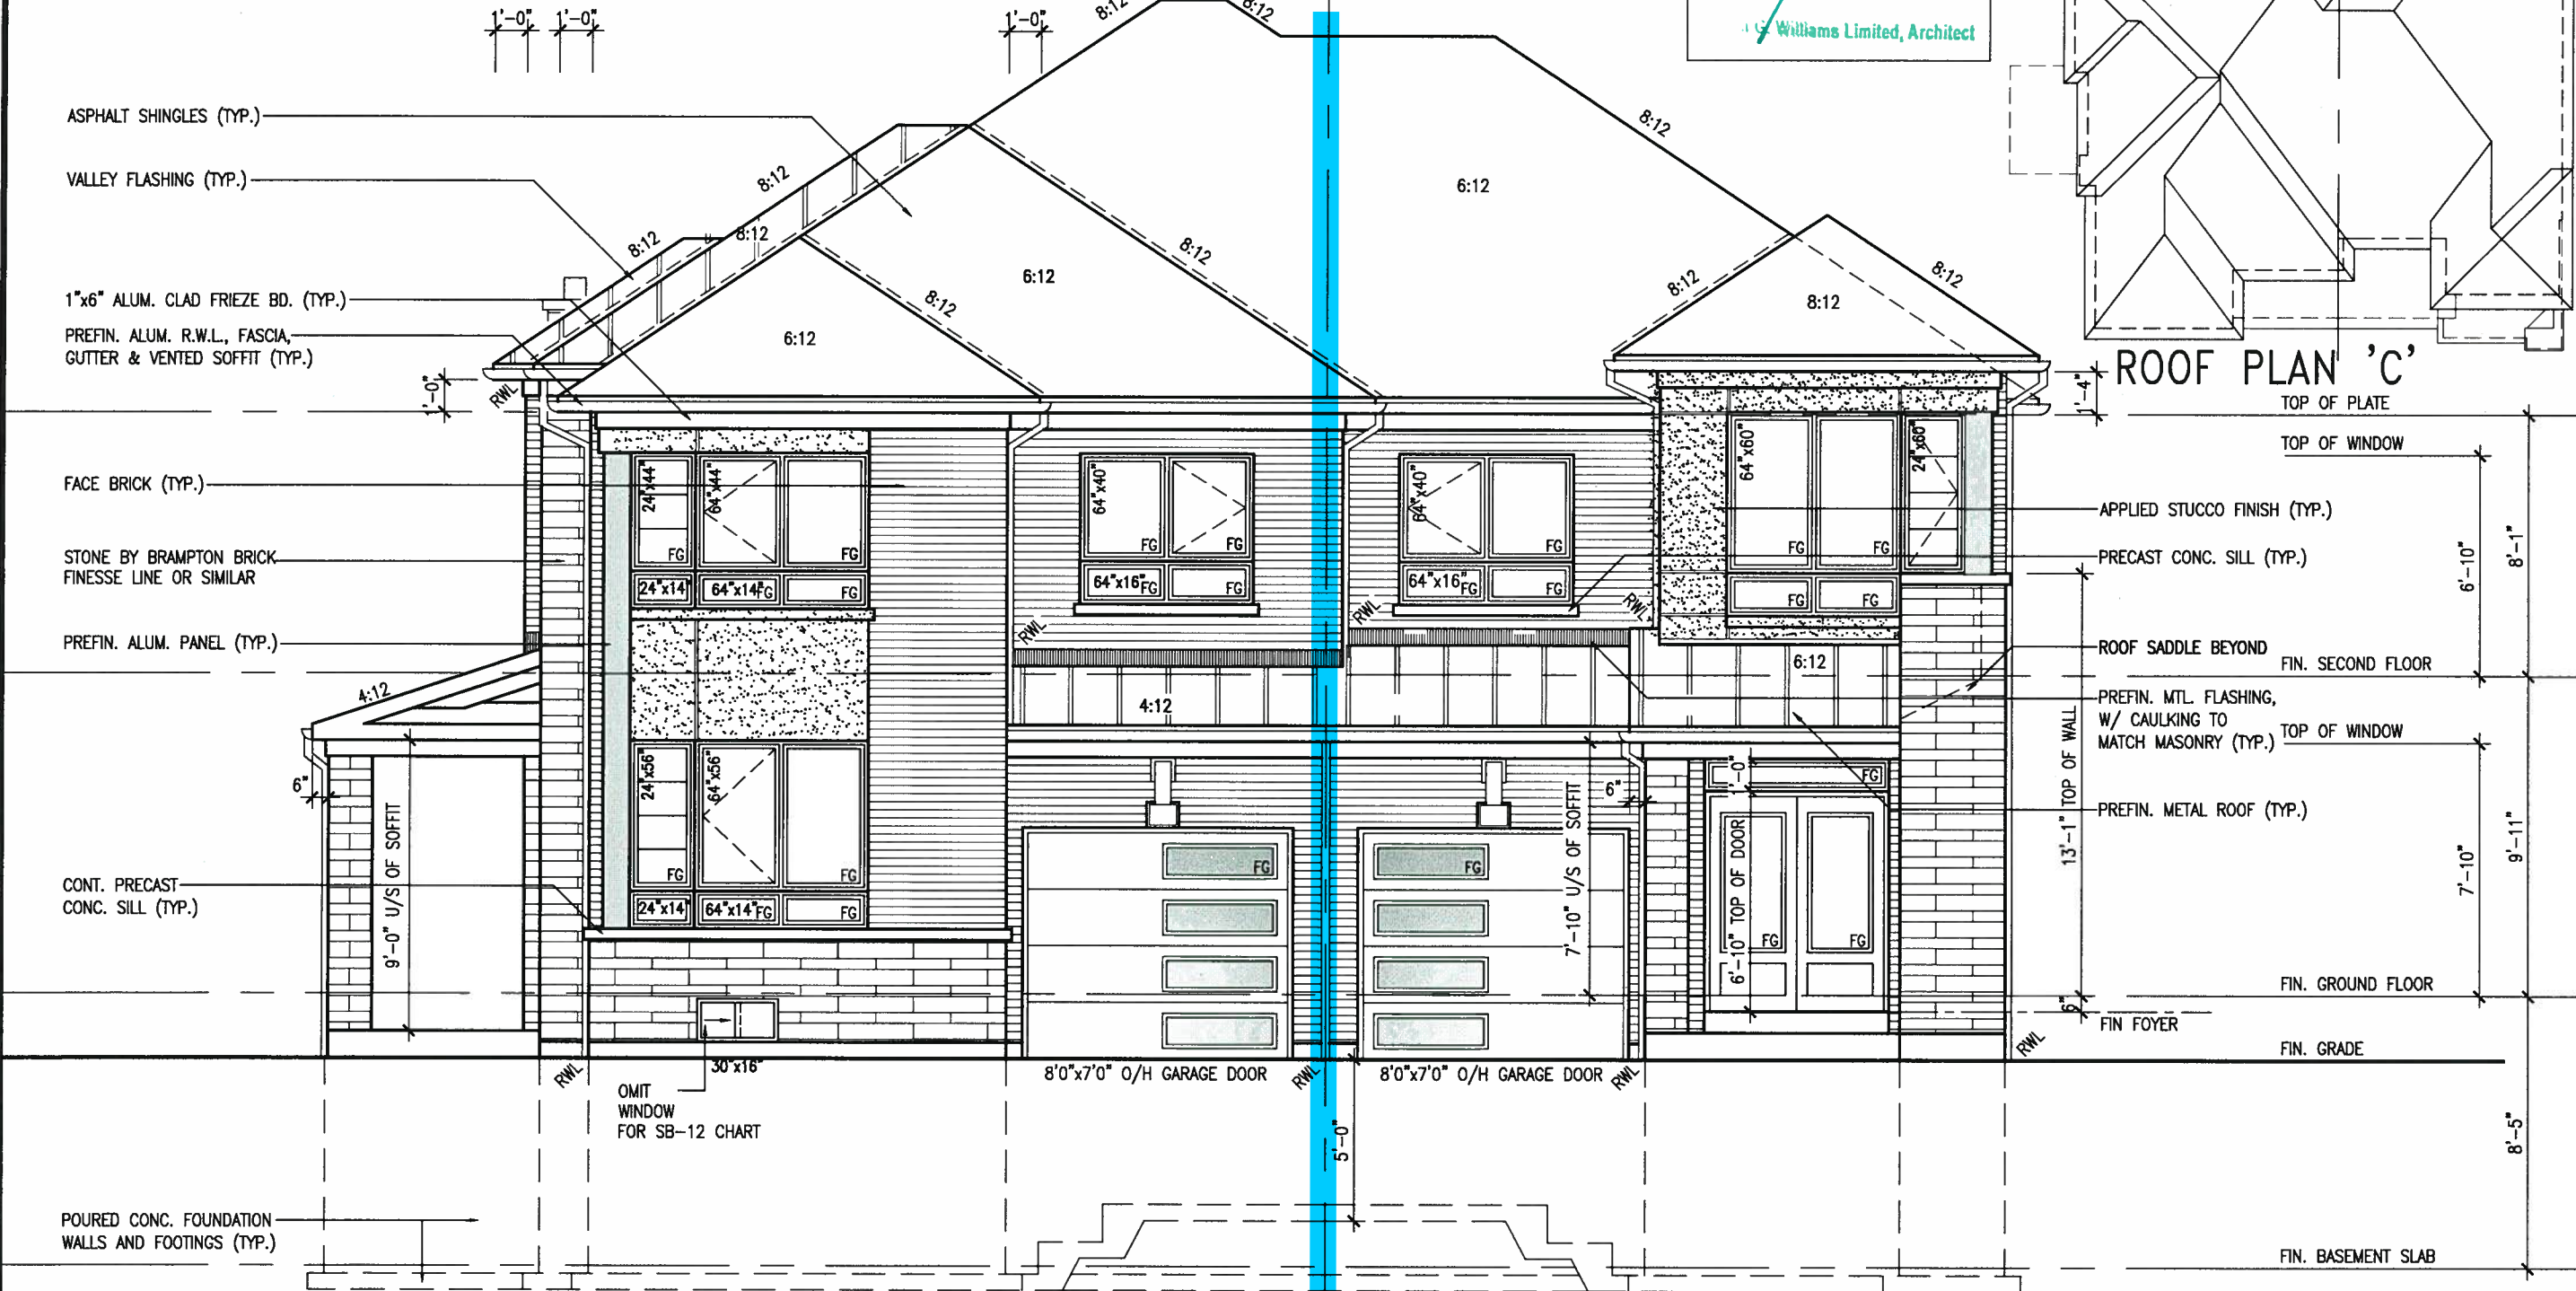 1'-0" 1'-0" 1'-0" 8:12 8:12
Williams Limited, Architect
ASPHALT SHINGLES (TYP.)
VALLEY FLASHING (TYP.)
1"x6" ALUM. CLAD FRIEZE BD. (TYP.)
PREFIN. ALUM. R.W.L., FASCIA,
GUTTER & VENTED SOFFIT (TYP.)
FACE BRICK (TYP.)
STONE BY BRAMPTON BRICK
FINESSE LINE OR SIMILAR
PREFIN. ALUM. PANEL (TYP.)
CONT. PRECAST
CONC. SILL (TYP.)
POURED CONC. FOUNDATION
WALLS AND FOOTINGS (TYP.)
8:12
8:12
8:12
8:12
8:12
6:12
6:12
6:12
8:12
8:12
8:12
8:12
1'-0"
RWL
24"x44"
64"x44"
FG
FG
24"x14"
64"x14"
FG
FG
64"x40"
FG
FG
64"x16"
FG
FG
64"x40"
FG
64"x16"
FG
FG
64"x60"
24"x60"
FG
FG
FG
FG
RWL
RWL
RWL
4:12
4:12
6:12
6"
9'-0" U/S OF SOFFIT
24"x56"
64"x56"
FG
FG
24"x14"
64"x14"
FG
FG
FG
FG
7'-10" U/S OF SOFFIT
6"
1'-0"
FG
6'-10" TOP OF DOOR
FG
FG
30"x16"
OMIT
WINDOW
FOR SB-12 CHART
RWL
8'0"x7'0" O/H GARAGE DOOR
RWL
8'0"x7'0" O/H GARAGE DOOR
RWL
RWL
5'-0"
ROOF PLAN 'C'
1'-4"
TOP OF PLATE
TOP OF WINDOW
APPLIED STUCCO FINISH (TYP.)
PRECAST CONC. SILL (TYP.)
6'-10"
8'-1"
ROOF SADDLE BEYOND
FIN. SECOND FLOOR
PREFIN. MTL. FLASHING,
W/ CAULKING TO
MATCH MASONRY (TYP.)
TOP OF WINDOW
13'-1" TOP OF WALL
PREFIN. METAL ROOF (TYP.)
7'-10"
9'-11"
FIN. GROUND FLOOR
6"
FIN FOYER
FIN. GRADE
8'-5"
FIN. BASEMENT SLAB